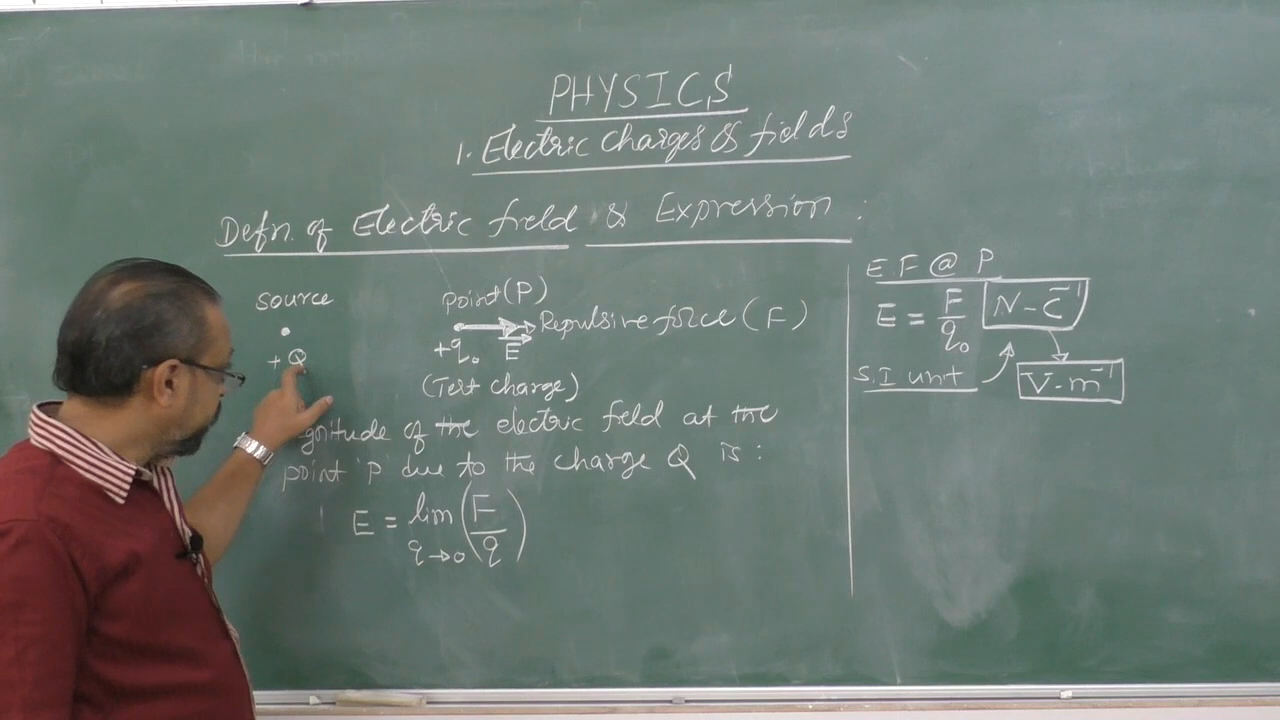 PHYSICS
1. Electric Charges & fields
Defn. of Electric field & Expression :
source
+Q
point (P)
Repulsive force (F)
+q₀ E
(Test charge)
gnitude of the electric field at the
point 'P' due to the charge Q is :
E = lim (F/q)
q→0
E.F @ P
E = F/q₀ N-C⁻¹
S.I unit V-m⁻¹